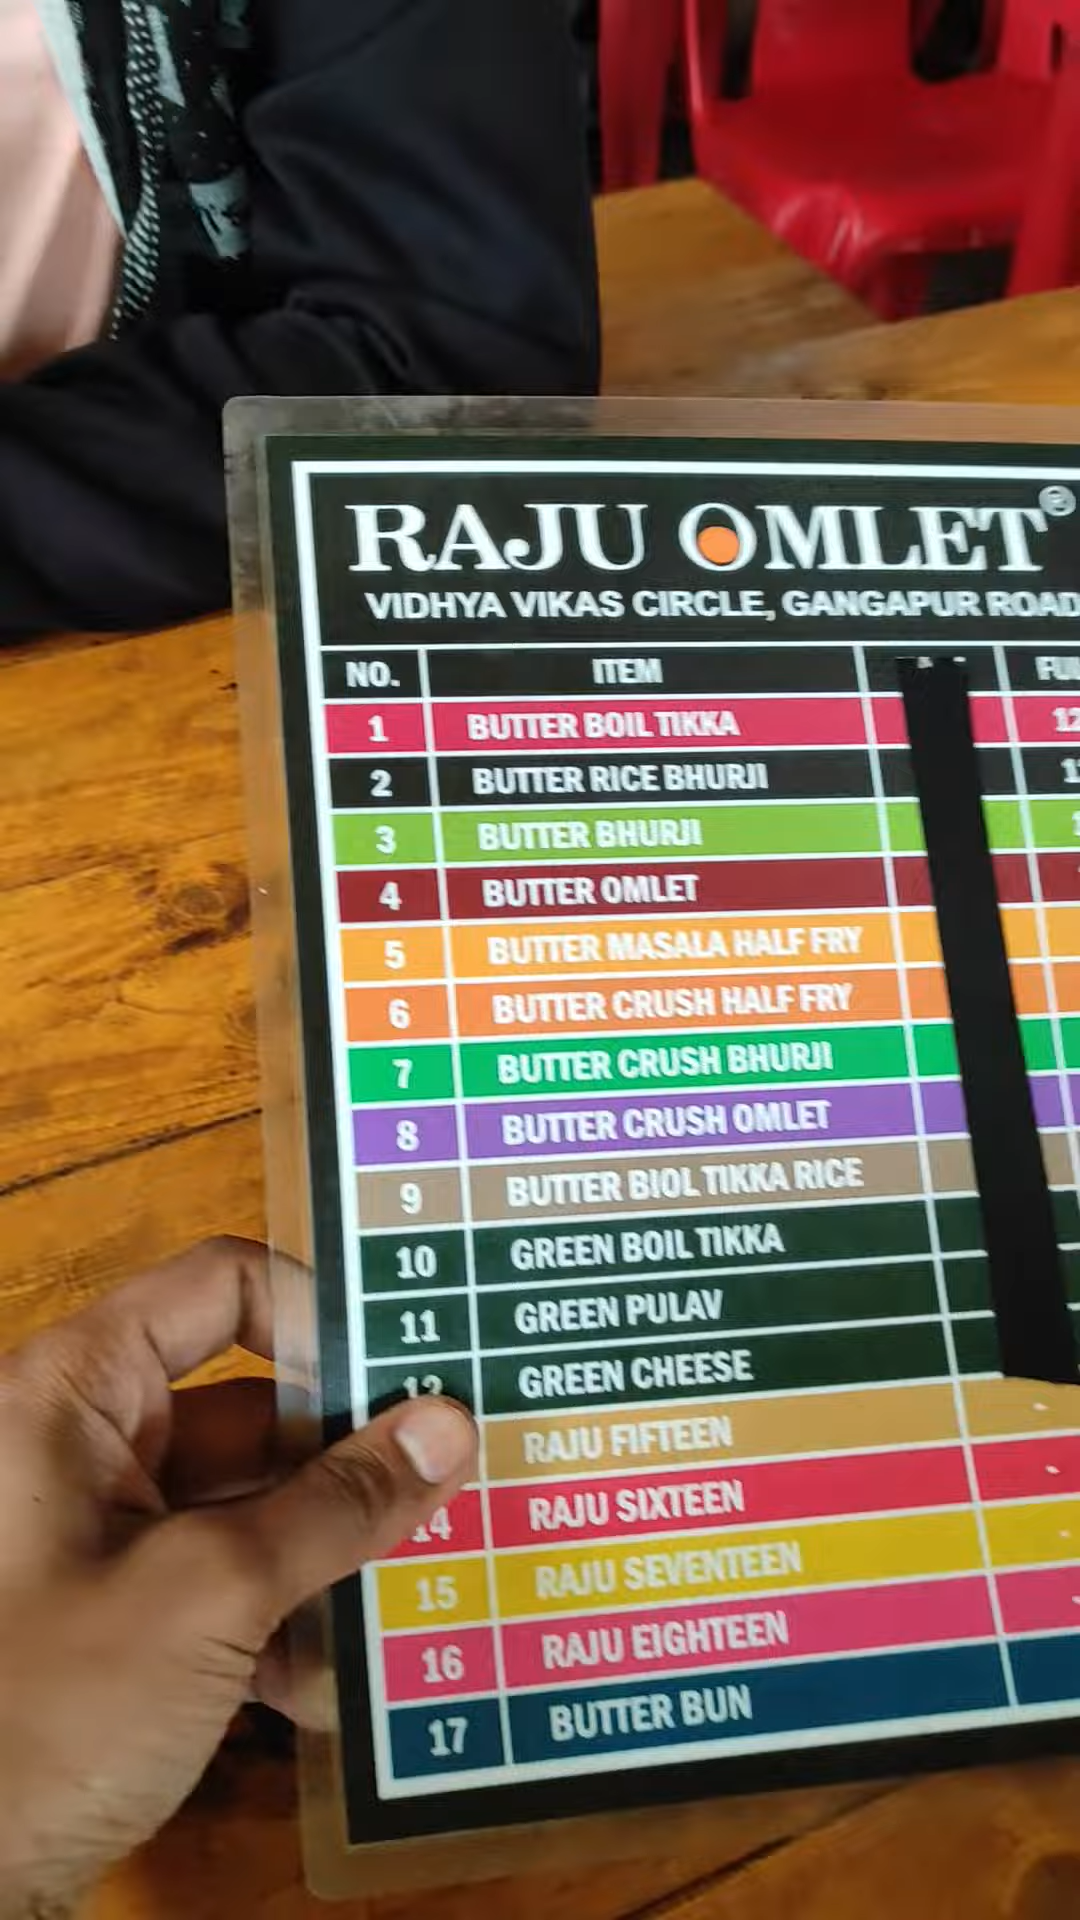 RAJU OMLET®
VIDHYA VIKAS CIRCLE, GANGAPUR ROAD
NO. ITEM
1 BUTTER BOIL TIKKA
2 BUTTER RICE BHURJI
3 BUTTER BHURJI
4 BUTTER OMLET
5 BUTTER MASALA HALF FRY
6 BUTTER CRUSH HALF FRY
7 BUTTER CRUSH BHURJI
8 BUTTER CRUSH OMLET
9 BUTTER BIOL TIKKA RICE
10 GREEN BOIL TIKKA
11 GREEN PULAV
12 GREEN CHEESE
RAJU FIFTEEN
14 RAJU SIXTEEN
15 RAJU SEVENTEEN
16 RAJU EIGHTEEN
17 BUTTER BUN